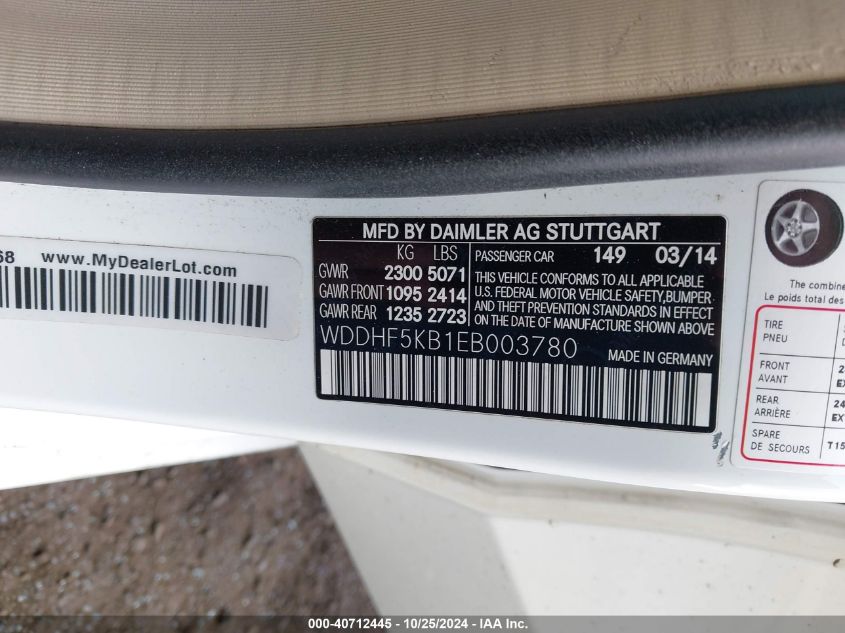 68 www.MyDealerLot.com
MFD BY DAIMLER AG STUTTGART
KG LBS
GVWR 2300 5071
GAWR FRONT 1095 2414
GAWR REAR 1235 2723
PASSENGER CAR 149 03/14
THIS VEHICLE CONFORMS TO ALL APPLICABLE
U.S. FEDERAL MOTOR VEHICLE SAFETY,BUMPER
AND THEFT PREVENTION STANDARDS IN EFFECT
ON THE DATE OF MANUFACTURE SHOWN ABOVE.
WDDHF5KB1EB003780
MADE IN GERMANY
The combine
Le poids total des
TIRE
PNEU
FRONT
AVANT
REAR
ARRIÈRE
24
EX
SPARE
DE SECOURS
T15
000-40712445 - 10/25/2024 - IAA Inc.